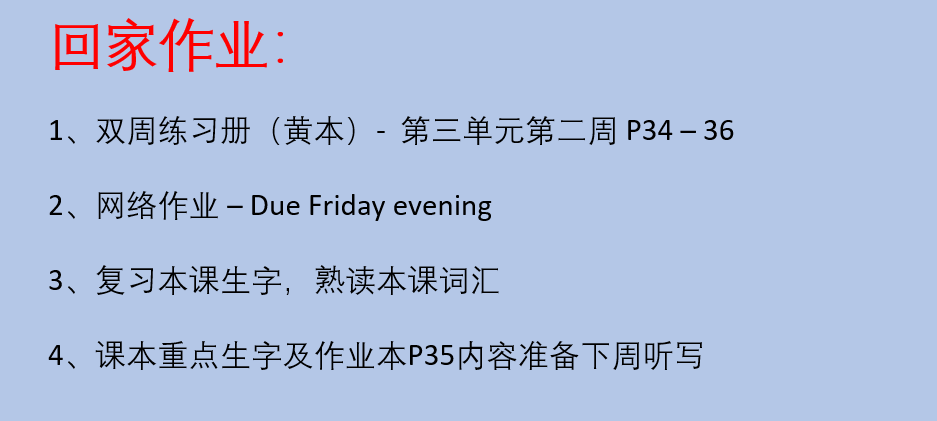 回家作业：
1、双周练习册（黄本）- 第三单元第二周 P34 – 36
2、网络作业 – Due Friday evening
3、复习本课生字，熟读本课词汇
4、课本重点生字及作业本P35内容准备下周听写